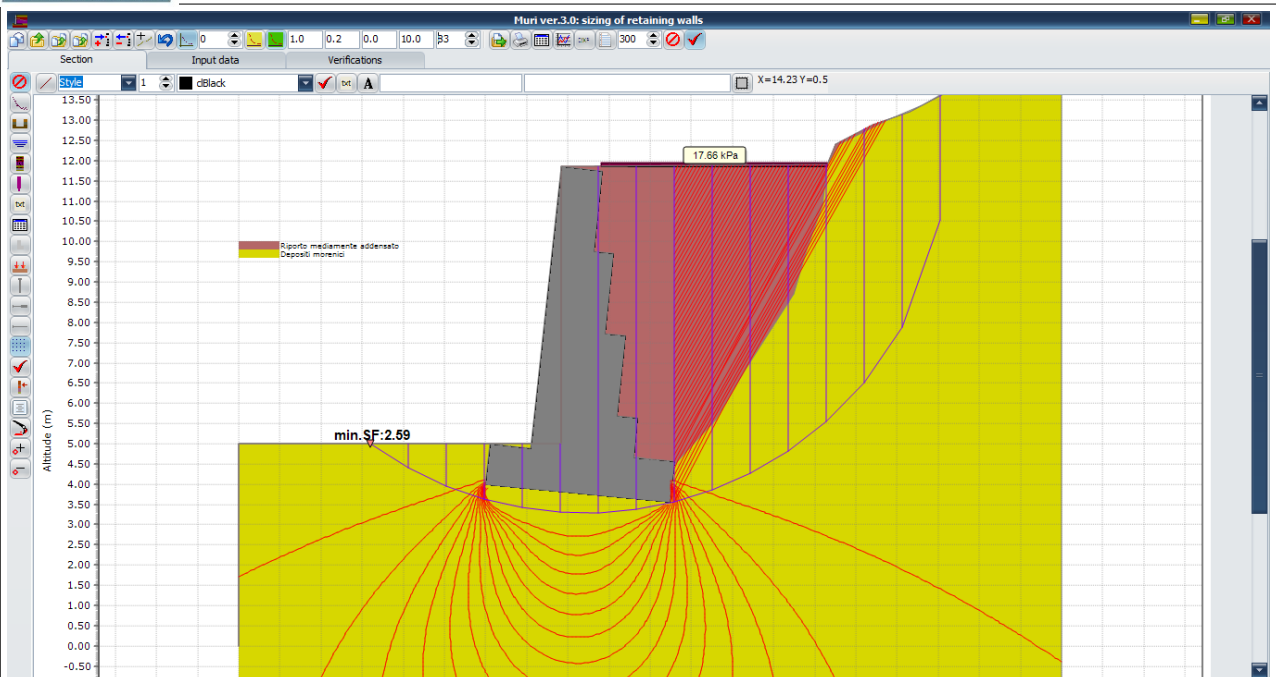 Muri ver.3.0: sizing of retaining walls
0 1.0 0.2 0.0 10.0 33 txt 300
Section Input data Verifications
Style 1 dBlack txt A X=14.23 Y=0.5
13.50
13.00
12.50
12.00
17.66 kPa
11.50
11.00
txt
10.50
10.00
Riporto mediamente addensato
Depositi morenici
9.50
9.00
8.50
8.00
7.50
7.00
6.50
6.00
5.50
5.00
min.SF:2.59
4.50
4.00
3.50
3.00
2.50
2.00
1.50
1.00
0.50
0.00
-0.50
Altitude (m)